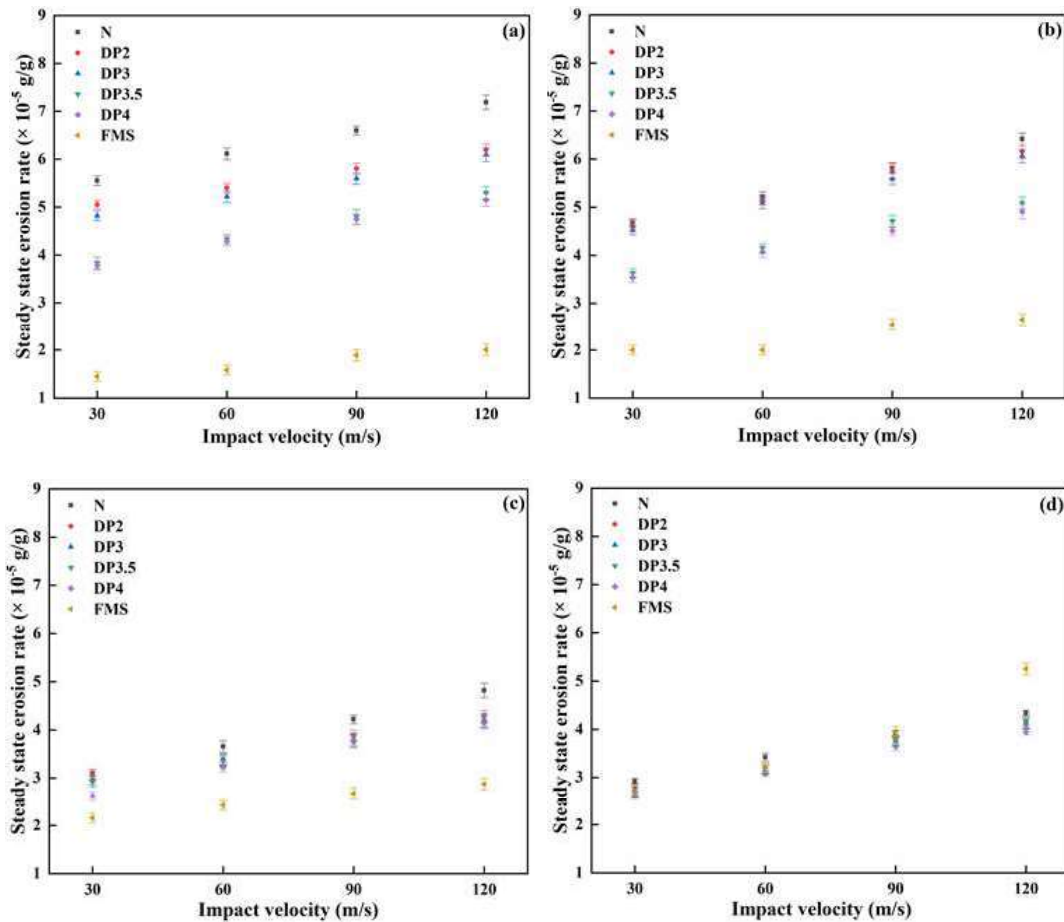 (a)
N
DP2
DP3
DP3.5
DP4
FMS
9
8
7
6
5
4
3
2
1
30 60 90 120
Steady state erosion rate (× 10⁻⁵ g/g)
Impact velocity (m/s)
(b)
N
DP2
DP3
DP3.5
DP4
FMS
9
8
7
6
5
4
3
2
1
30 60 90 120
Steady state erosion rate (× 10⁻⁵ g/g)
Impact velocity (m/s)
(c)
N
DP2
DP3
DP3.5
DP4
FMS
9
8
7
6
5
4
3
2
1
30 60 90 120
Steady state erosion rate (× 10⁻⁵ g/g)
Impact velocity (m/s)
(d)
N
DP2
DP3
DP3.5
DP4
FMS
9
8
7
6
5
4
3
2
1
30 60 90 120
Steady state erosion rate (× 10⁻⁵ g/g)
Impact velocity (m/s)